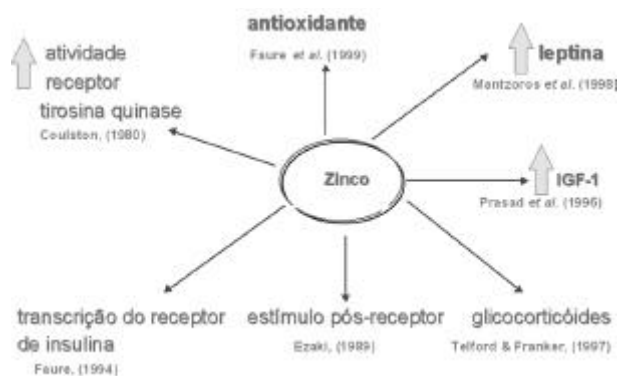 antioxidante
Faure et al. (1999)
atividade
receptor
tirosina quinase
Coulston, (1980)
leptina
Mantzoros et al. (1998)
Zinco
IGF-1
Prasad et al. (1996)
transcrição do receptor
de insulina
Faure, (1994)
estímulo pós-receptor
Ezaki, (1989)
glicocorticóides
Telford & Franker, (1997)